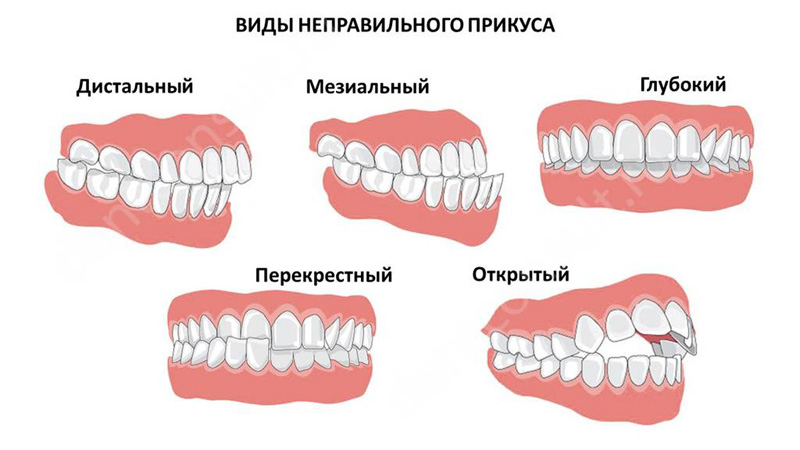 ВИДЫ НЕПРАВИЛЬНОГО ПРИКУСА
Дистальный
Мезиальный
Глубокий
Перекрестный
Открытый